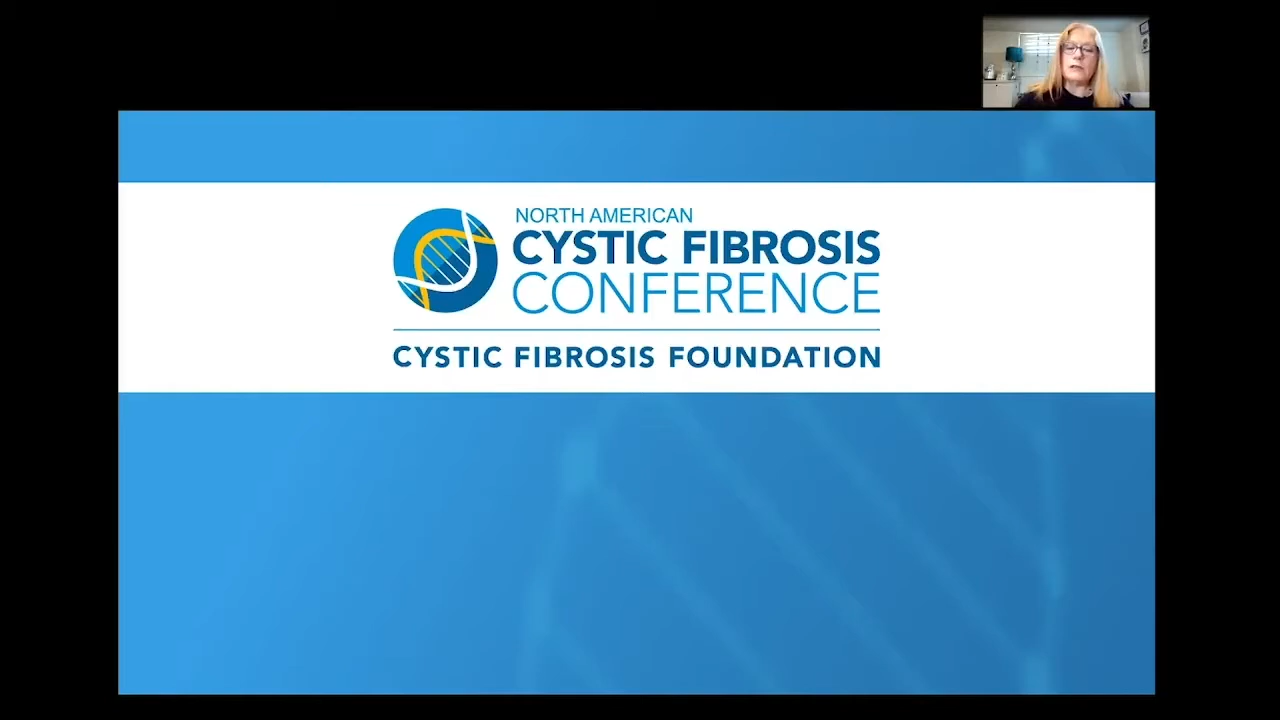 NORTH AMERICAN
CYSTIC FIBROSIS
CONFERENCE
CYSTIC FIBROSIS FOUNDATION